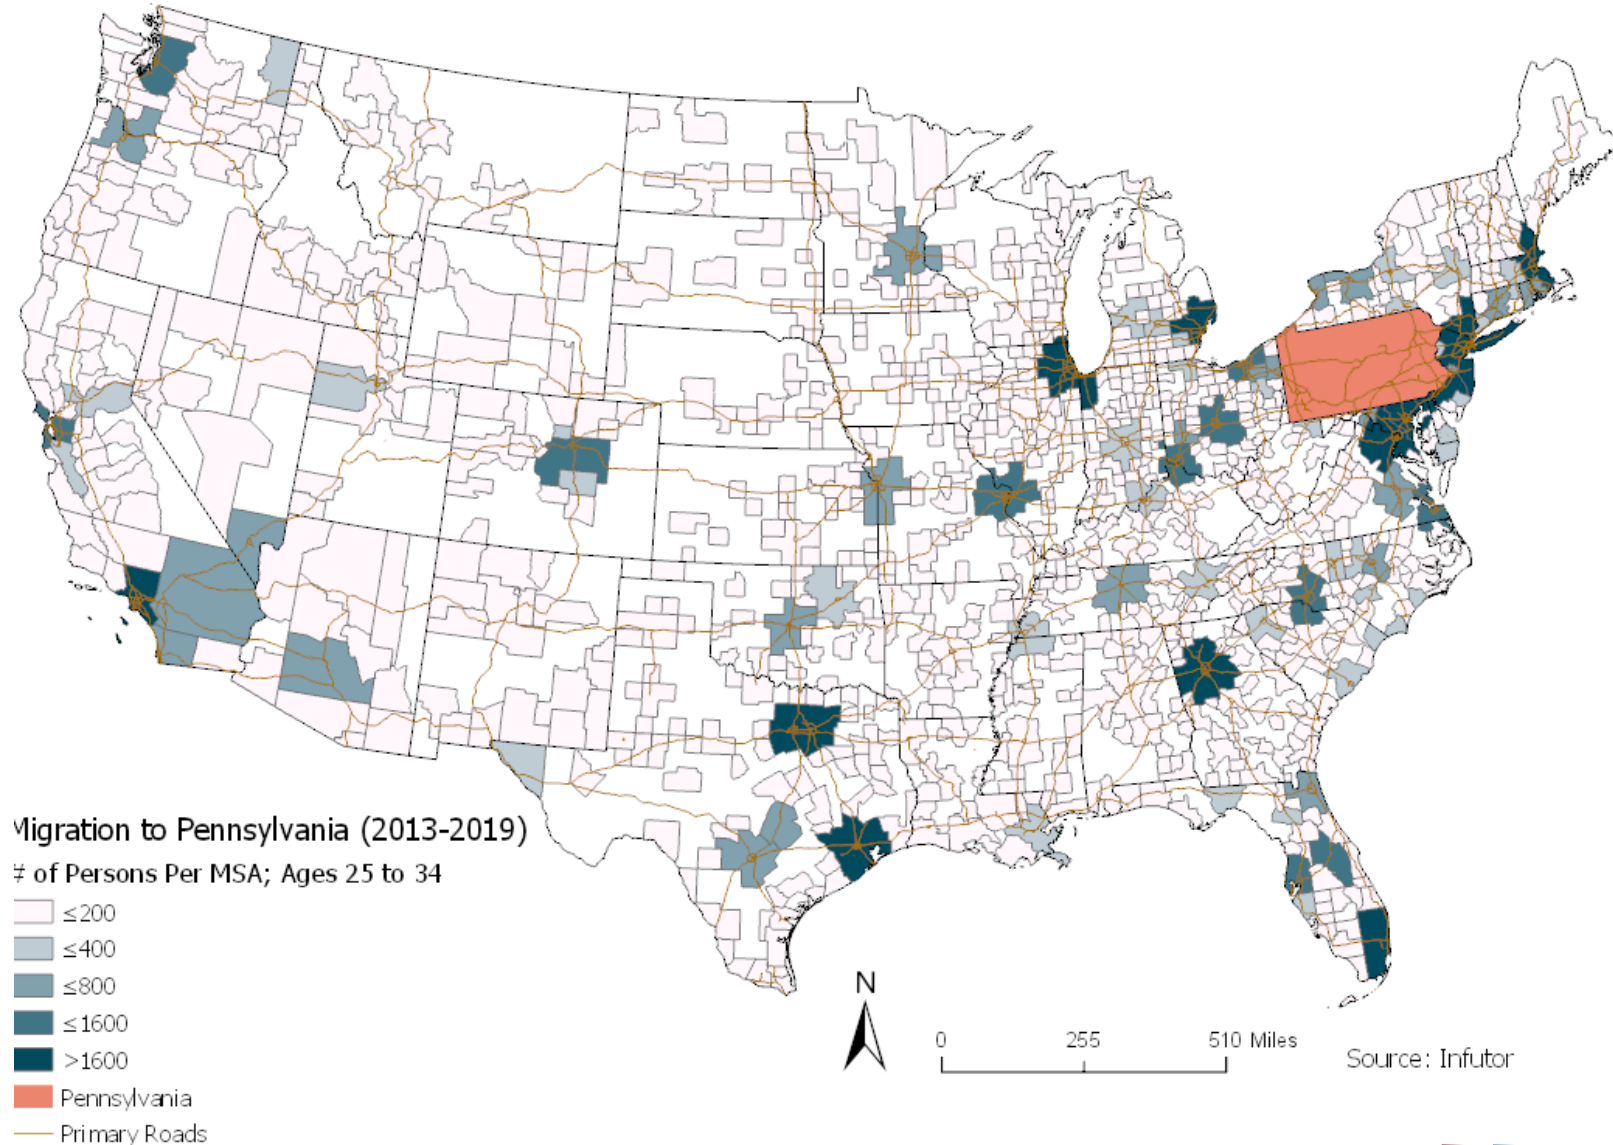 Migration to Pennsylvania (2013-2019)
# of Persons Per MSA; Ages 25 to 34
≤200
≤400
≤800
≤1600
>1600
Pennsylvania
Primary Roads
N
0 255 510 Miles
Source: Infutor